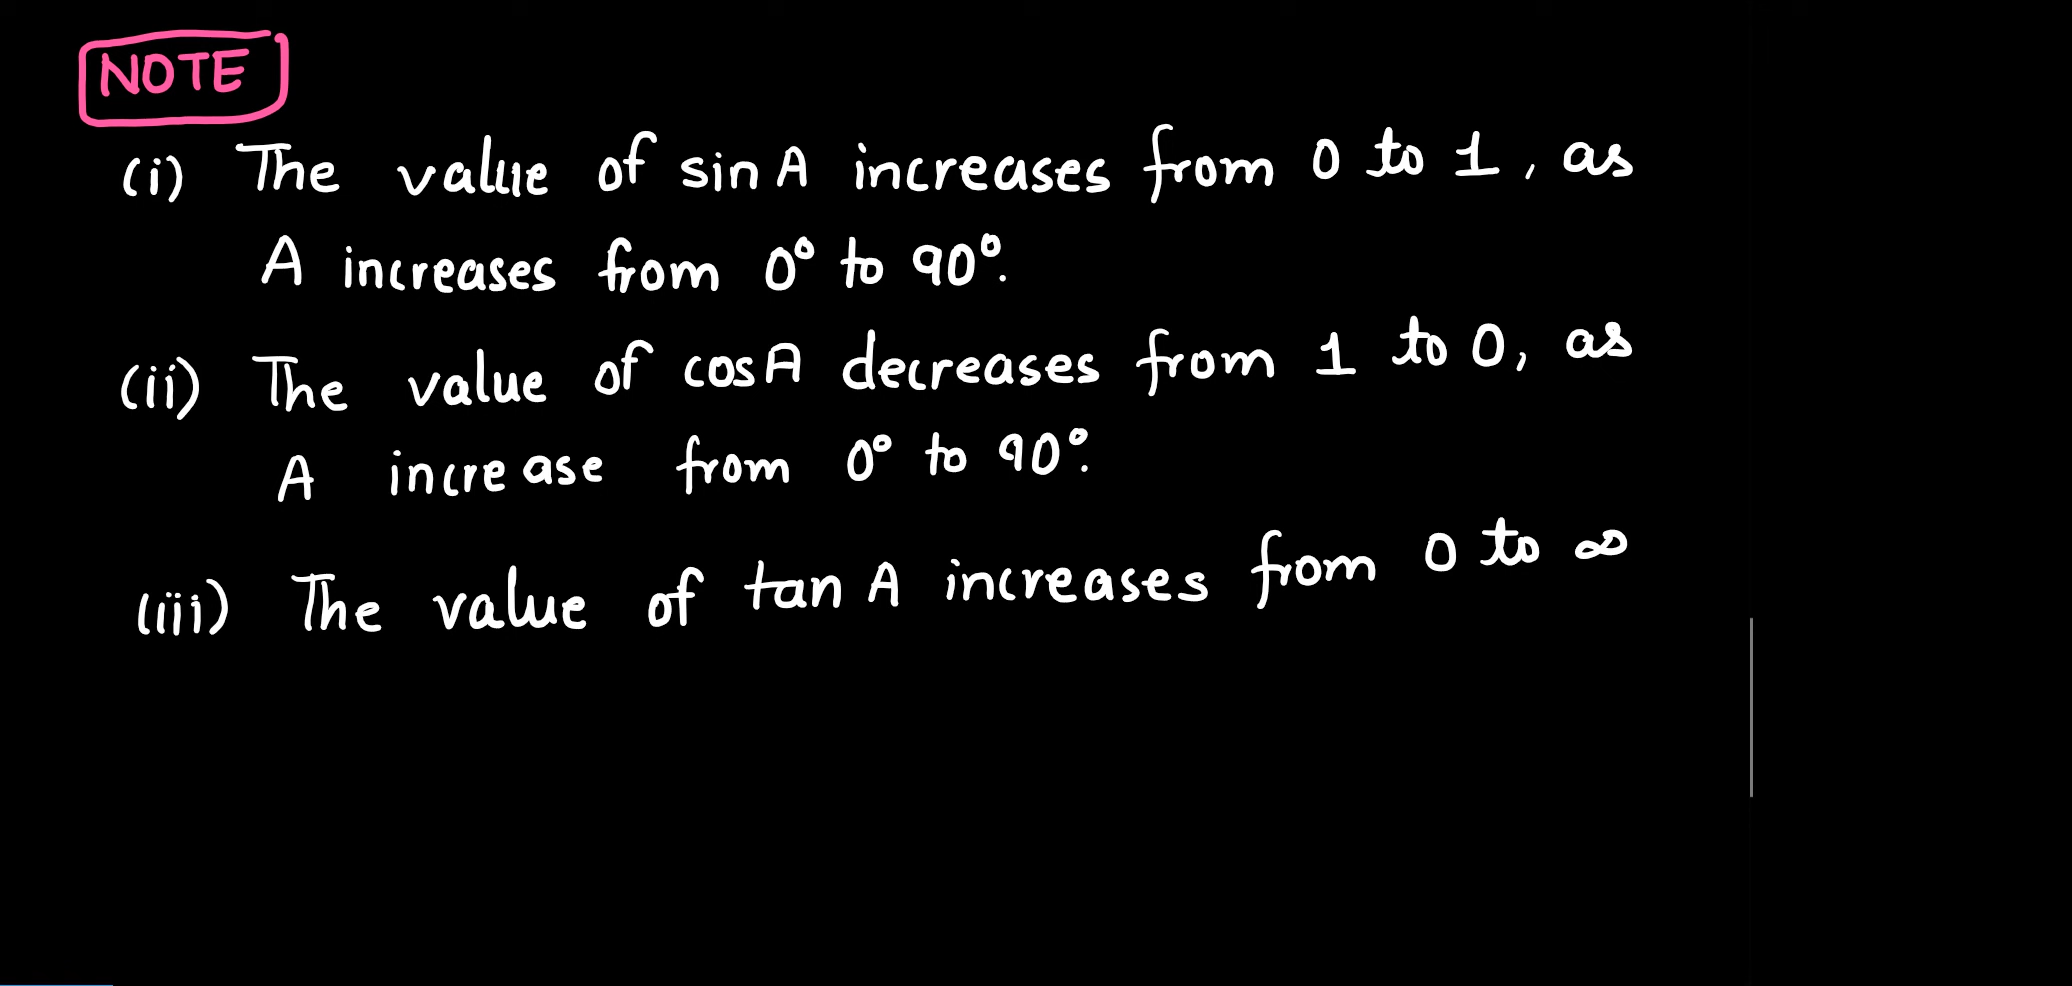 NOTE
(i) The value of sin A increases from 0 to 1, as
A increases from 0° to 90°.
(ii) The value of cos A decreases from 1 to 0, as
A increase from 0° to 90°.
(iii) The value of tan A increases from 0 to ∞